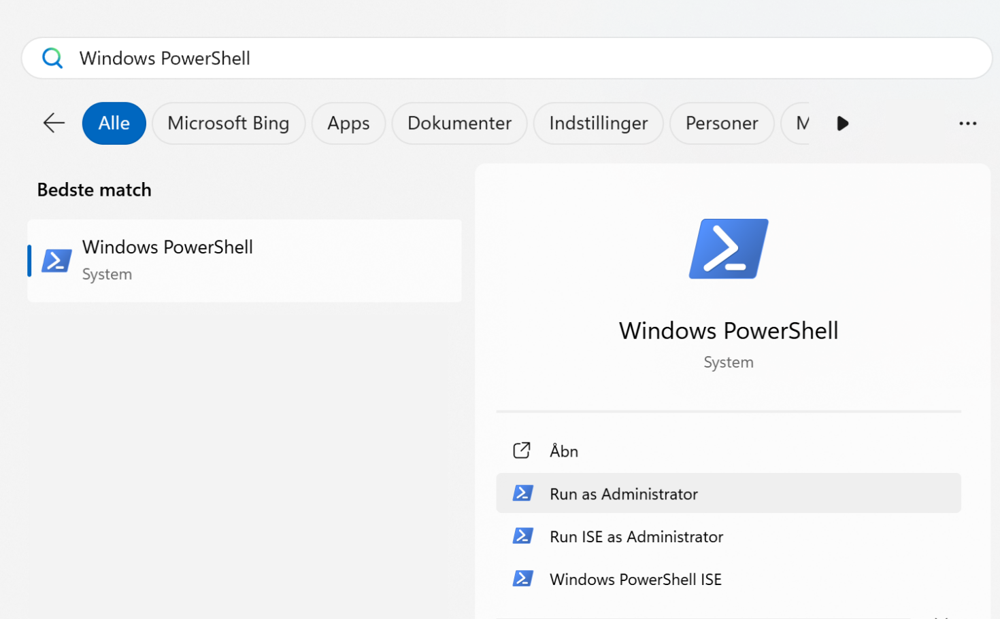 Windows PowerShell
Alle Microsoft Bing Apps Dokumenter Indstillinger Personer M
Bedste match
Windows PowerShell
System
Windows PowerShell
System
Åbn
Run as Administrator
Run ISE as Administrator
Windows PowerShell ISE